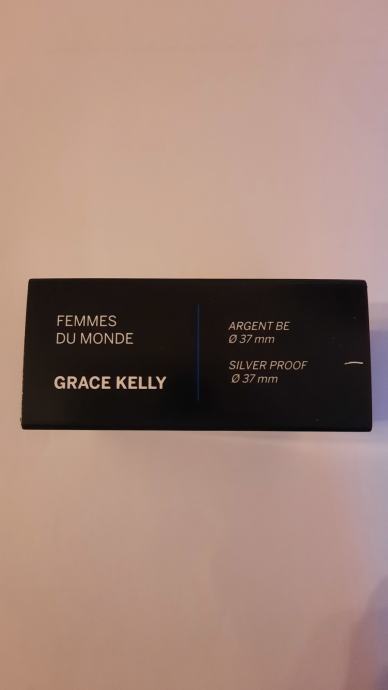 FEMMES
DU MONDE
GRACE KELLY
ARGENT BE
Ø 37 mm
SILVER PROOF
Ø 37 mm